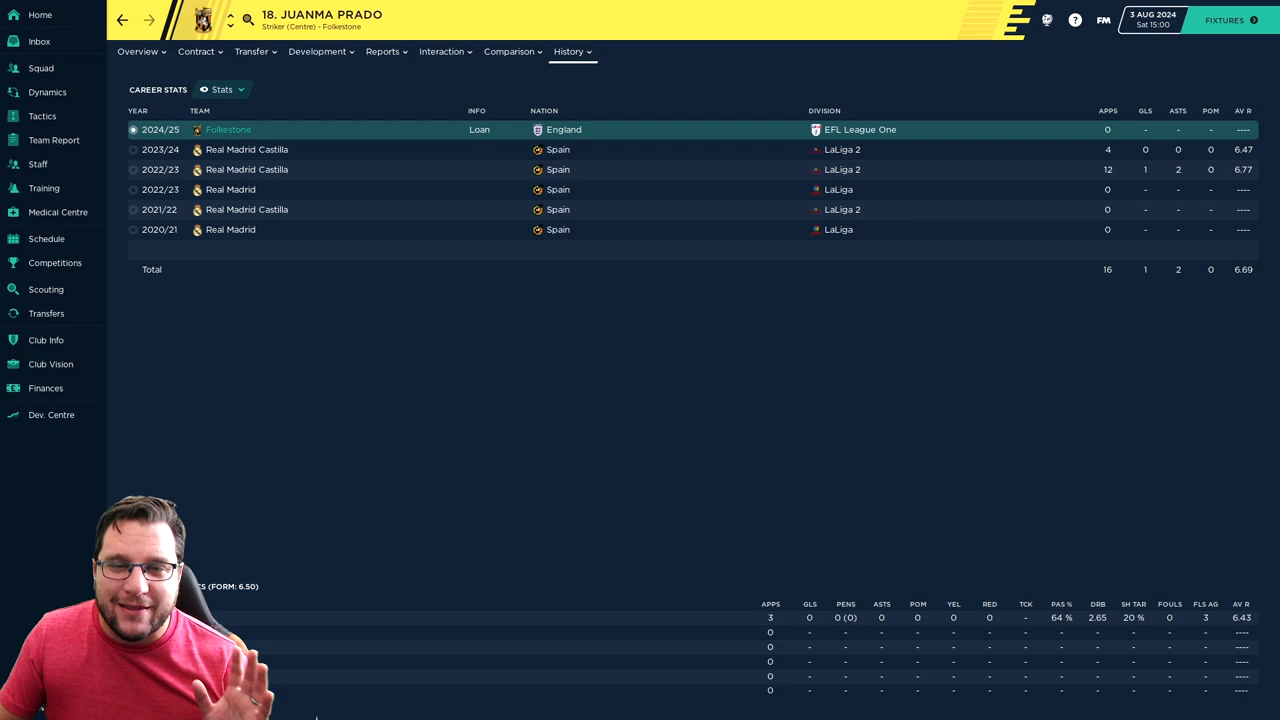 Home
Inbox
Squad
Dynamics
Tactics
Team Report
Staff
Training
Medical Centre
Schedule
Competitions
Scouting
Transfers
Club Info
Club Vision
Finances
Dev. Centre
18. JUANMA PRADO
Striker (Centre) - Folkestone
? FM
3 AUG 2024
Sat 15:00
FIXTURES
Overview Contract Transfer Development Reports Interaction Comparison History
CAREER STATS Stats
YEAR TEAM INFO NATION DIVISION APPS GLS ASTS POM AV R
2024/25 Folkestone Loan England EFL League One 0 - - - ----
2023/24 Real Madrid Castilla Spain LaLiga 2 4 0 0 0 6.47
2022/23 Real Madrid Castilla Spain LaLiga 2 12 1 2 0 6.77
2022/23 Real Madrid Spain LaLiga 0 - - - ----
2021/22 Real Madrid Castilla Spain LaLiga 2 0 - - - ----
2020/21 Real Madrid Spain LaLiga 0 - - - ----
Total 16 1 2 0 6.69
CS (FORM: 6.50)
APPS GLS PENS ASTS POM YEL RED TCK PAS % DRB SH TAR FOULS FLS AG AV R
3 0 0 (0) 0 0 0 0 - 64 % 2.65 20 % 0 3 6.43
0 - - - - - - - - - - - - ----
0 - - - - - - - - - - - - ----
0 - - - - - - - - - - - - ----
0 - - - - - - - - - - - - ----
0 - - - - - - - - - - - - ----